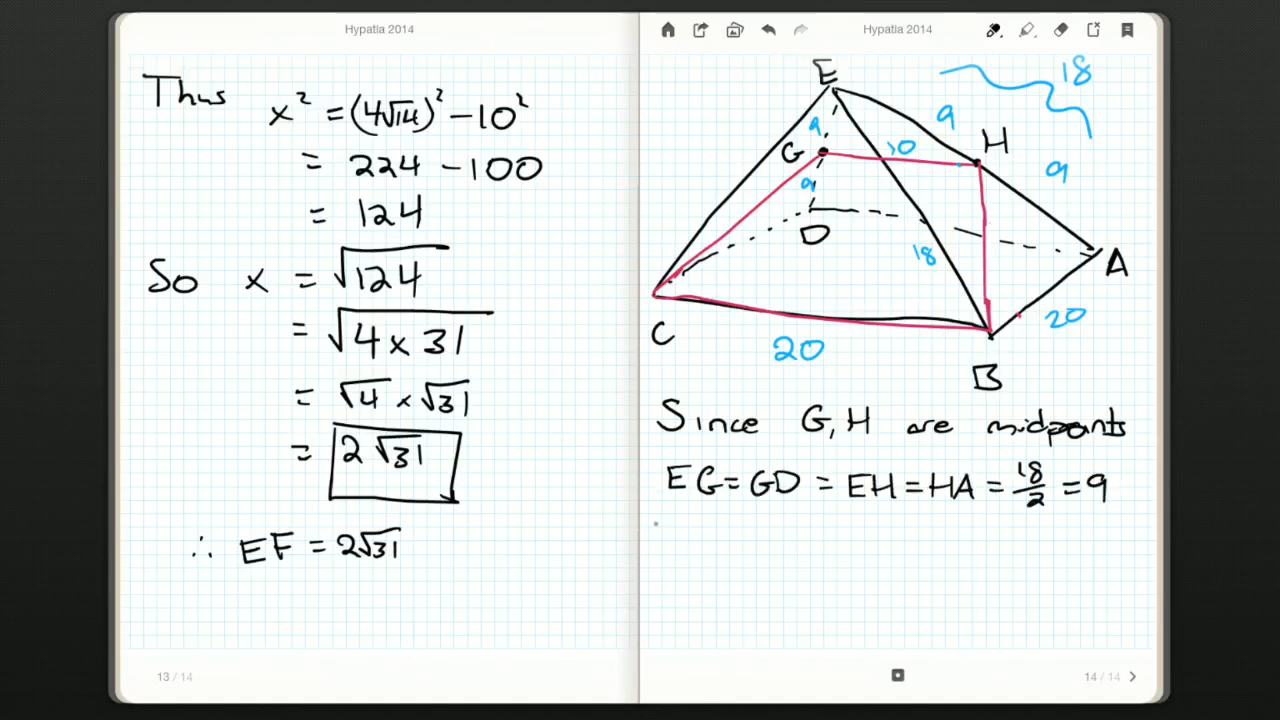 Hypatia 2014
Thus x² = (4√14)² − 10²
= 224 − 100
= 124
So x = √124
= √4 × 31
= √4 × √31
= 2√31
∴ EF = 2√31
13 / 14
Hypatia 2014
E
18
9
9
H
G
10
9
9
D
18
A
20
C
20
B
Since G, H are midpoints
EG = GD = EH = HA = 18/2 = 9
14 / 14